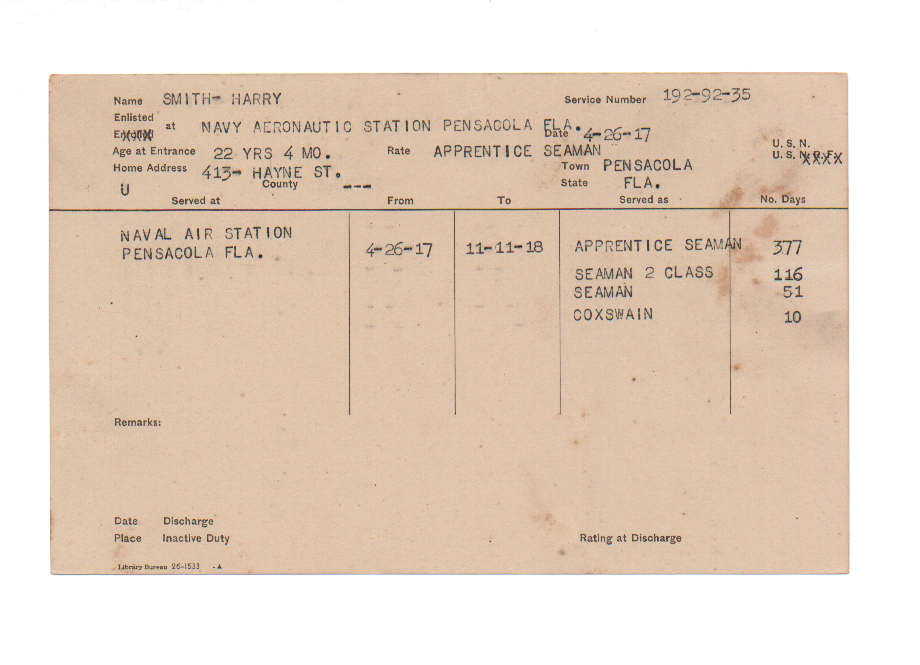 Name SMITH- HARRY Service Number 192-92-35
Enlisted
Enrolled at NAVY AERONAUTIC STATION PENSACOLA FLA. Date 4-26-17
Age at Entrance 22 YRS 4 MO. Rate APPRENTICE SEAMAN U. S. N.
U. S. N. R. F.
Home Address 413- HAYNE ST. Town PENSACOLA
U County --- State FLA.
Served at From To Served as No. Days
NAVAL AIR STATION
PENSACOLA FLA. 4-26-17 11-11-18 APPRENTICE SEAMAN 377
SEAMAN 2 CLASS 116
SEAMAN 51
COXSWAIN 10
Remarks:
Date Discharge
Place Inactive Duty Rating at Discharge
Library Bureau 26-1533 -A